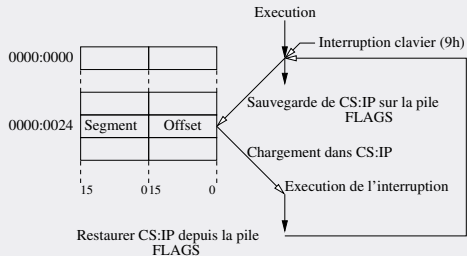 Execution
Interruption clavier (9h)
0000:0000
Sauvegarde de CS:IP sur la pile
FLAGS
0000:0024
Segment
Offset
Chargement dans CS:IP
15
0
15
0
Execution de l'interruption
Restaurer CS:IP depuis la pile
FLAGS